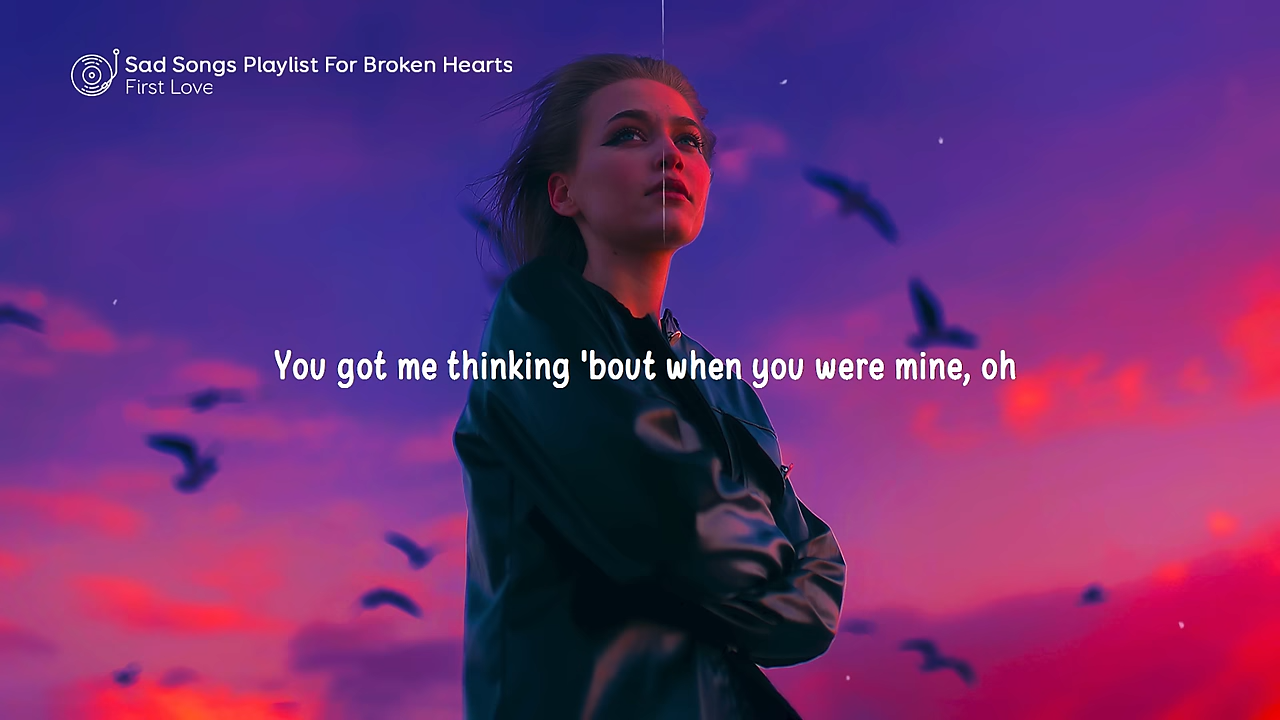 Sad Songs Playlist For Broken Hearts
First Love
You got me thinking 'bout when you were mine, oh